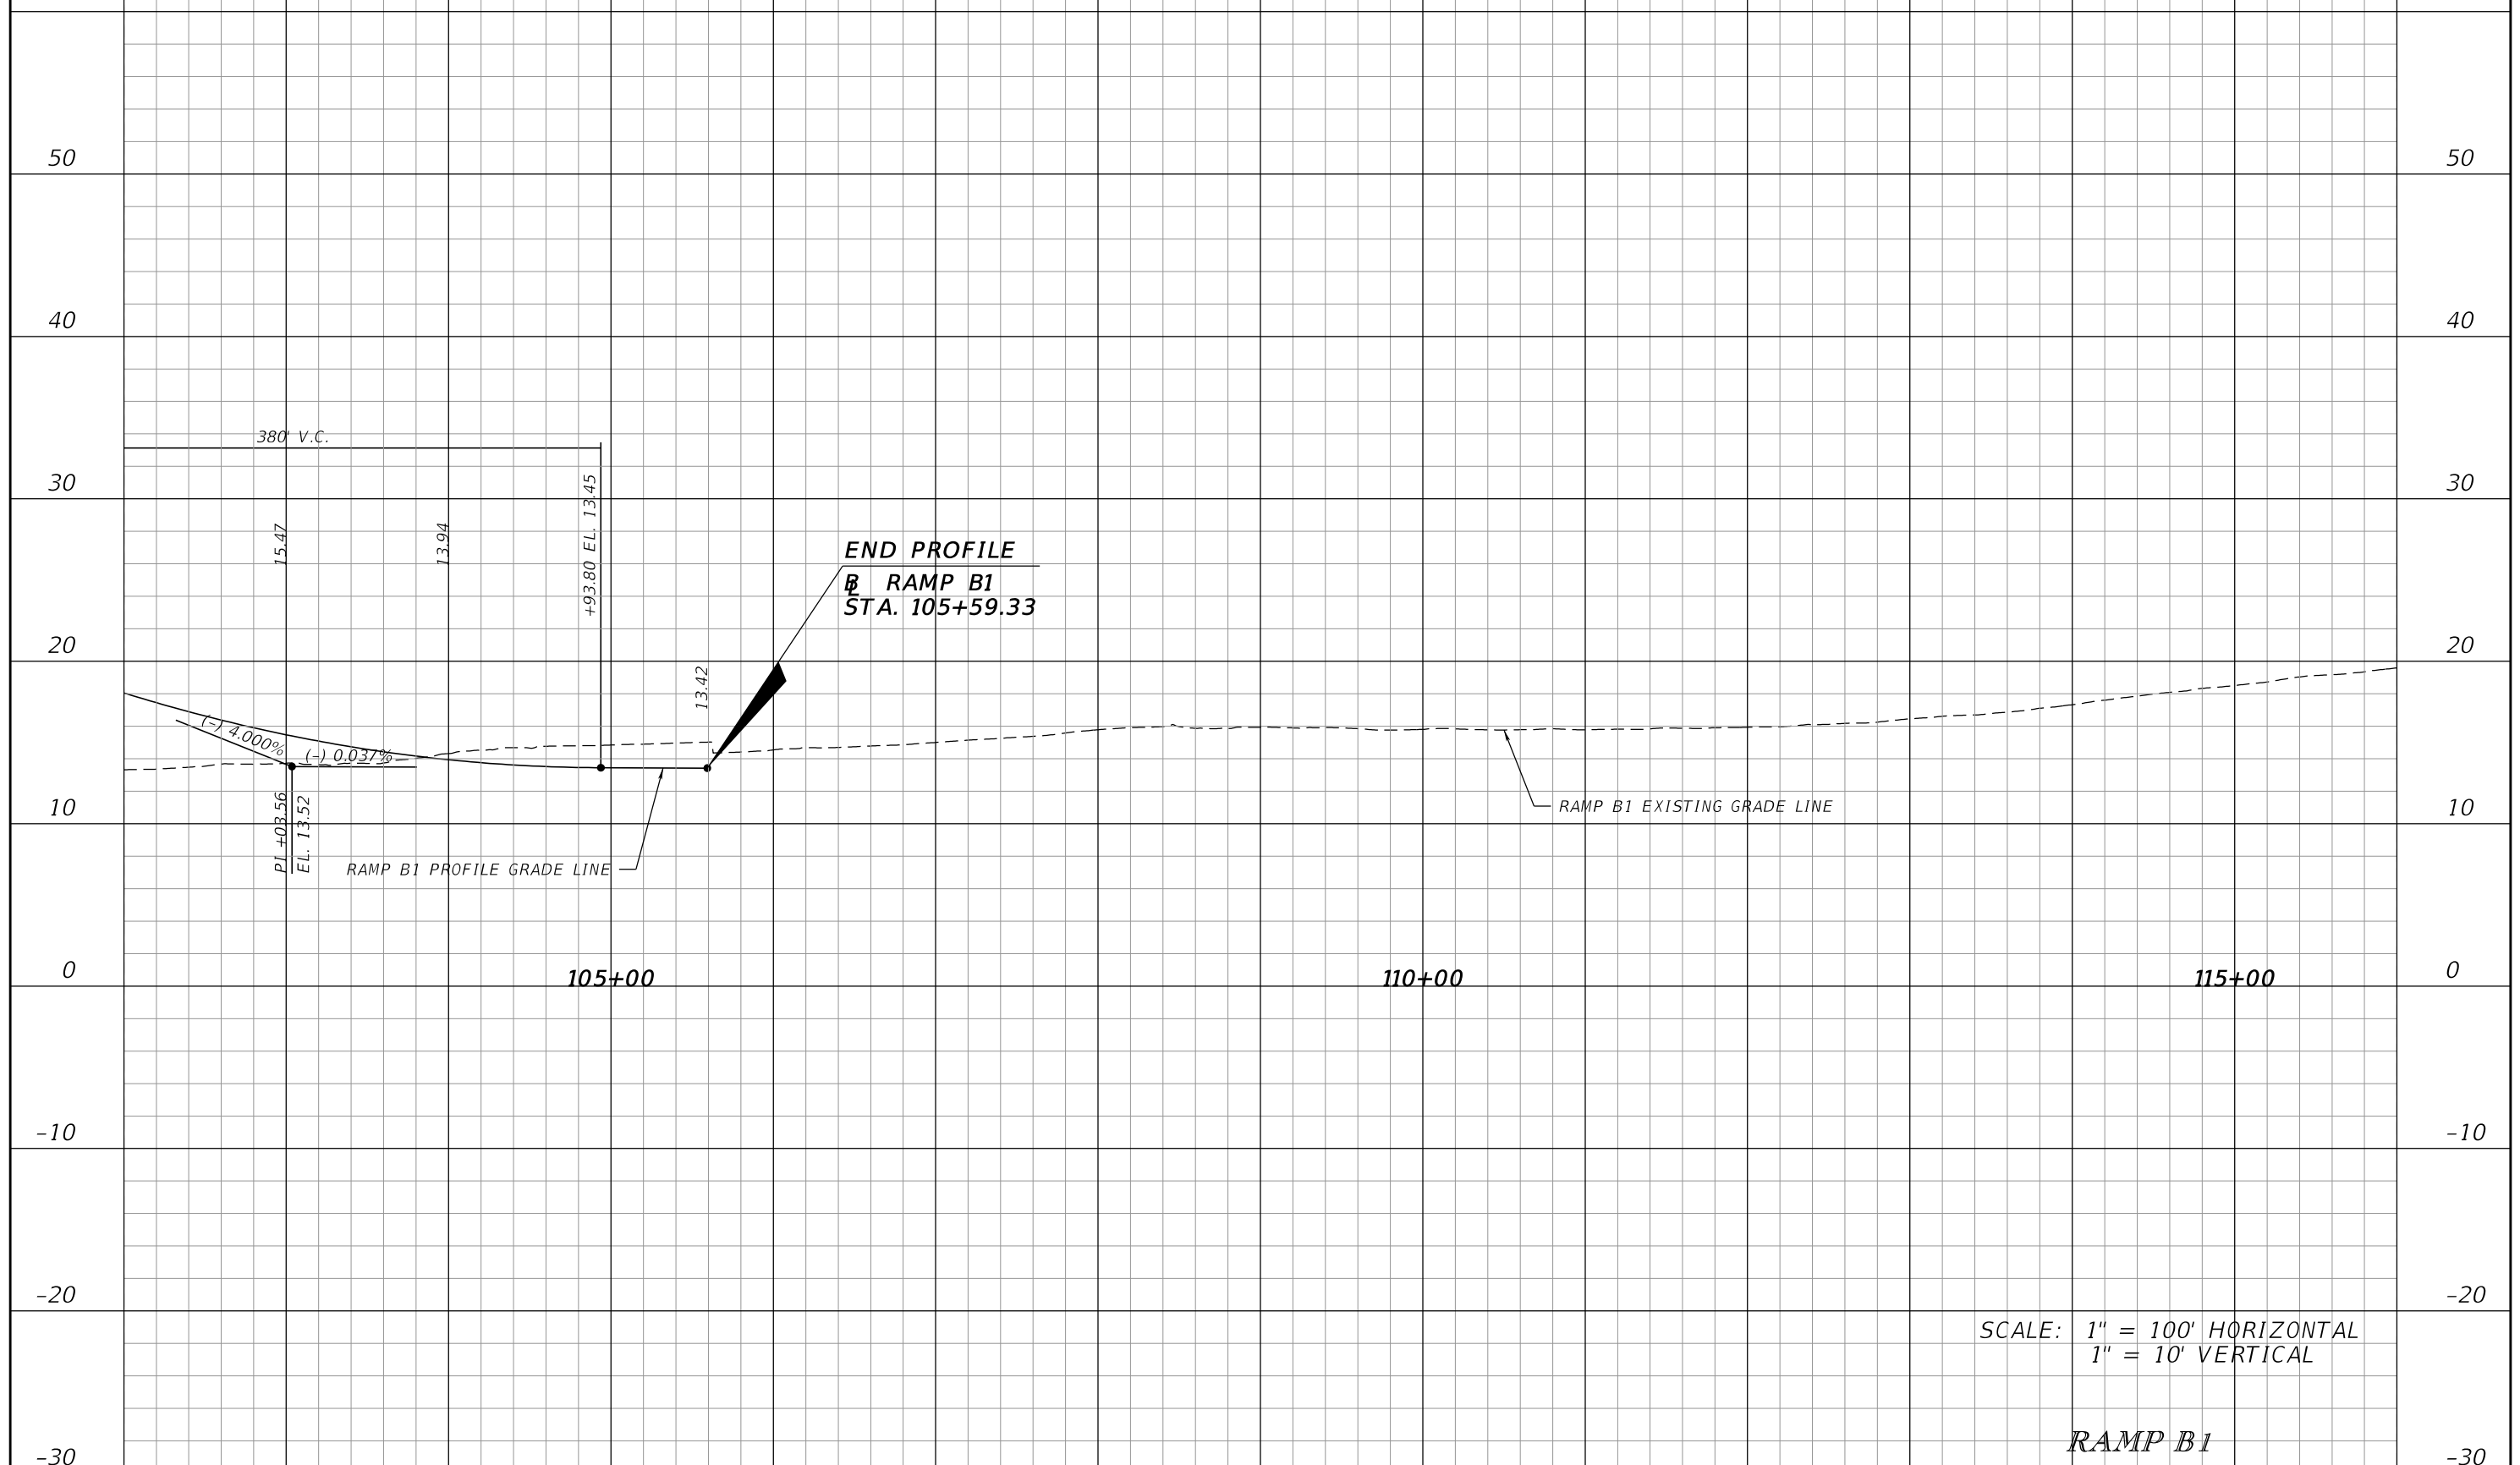 50
50
40
40
380' V.C.
30
30
15.47
13.94
+93.80 EL. 13.45
END PROFILE
BL RAMP B1
STA. 105+59.33
20
20
13.42
(-) 4.000%
(-) 0.037%
10
10
PI +03.56
EL. 13.52
RAMP B1 EXISTING GRADE LINE
RAMP B1 PROFILE GRADE LINE
0
105+00
110+00
115+00
0
-10
-10
-20
-20
SCALE: 1" = 100' HORIZONTAL
1" = 10' VERTICAL
RAMP B1
-30
-30